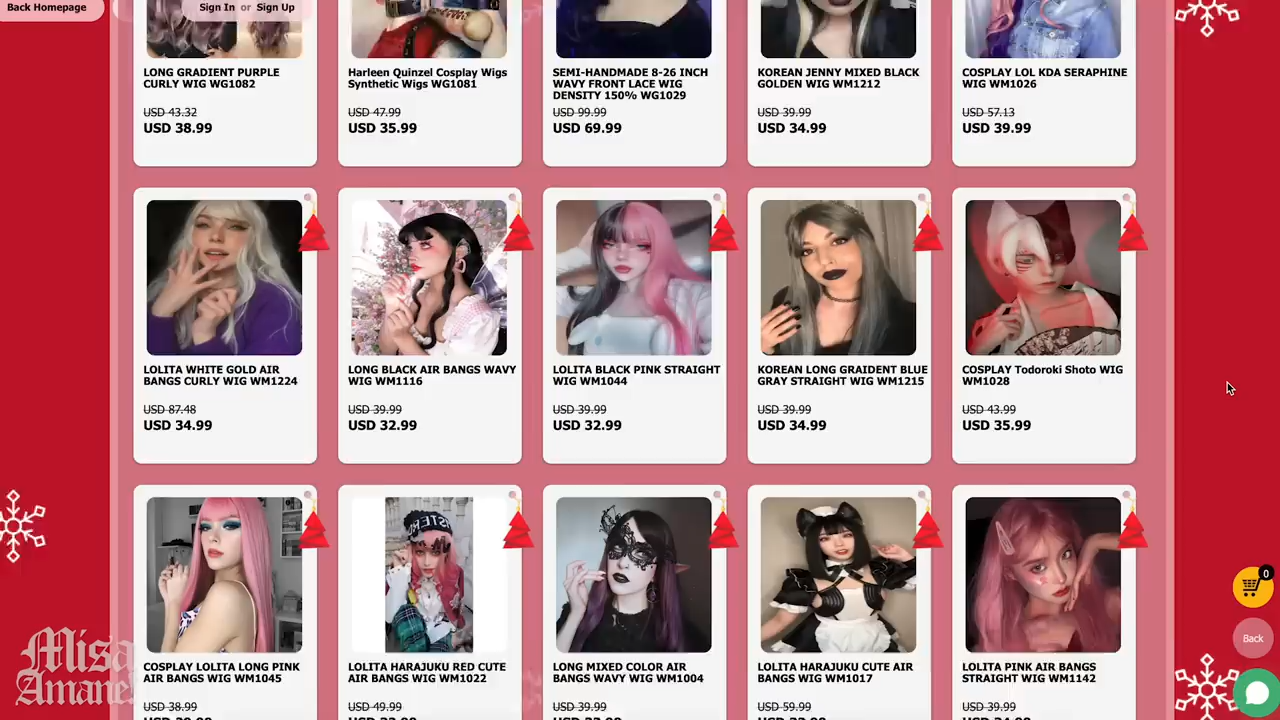 Back Homepage
Sign In or Sign Up
LONG GRADIENT PURPLE
CURLY WIG WG1082
USD 43.32
USD 38.99
Harleen Quinzel Cosplay Wigs
Synthetic Wigs WG1081
USD 47.99
USD 35.99
SEMI-HANDMADE 8-26 INCH
WAVY FRONT LACE WIG
DENSITY 150% WG1029
USD 99.99
USD 69.99
KOREAN JENNY MIXED BLACK
GOLDEN WIG WM1212
USD 39.99
USD 34.99
COSPLAY LOL KDA SERAPHINE
WIG WM1026
USD 57.13
USD 39.99
LOLITA WHITE GOLD AIR
BANGS CURLY WIG WM1224
USD 87.48
USD 34.99
LONG BLACK AIR BANGS WAVY
WIG WM1116
USD 39.99
USD 32.99
LOLITA BLACK PINK STRAIGHT
WIG WM1044
USD 39.99
USD 32.99
KOREAN LONG GRAIDENT BLUE
GRAY STRAIGHT WIG WM1215
USD 39.99
USD 34.99
COSPLAY Todoroki Shoto WIG
WM1028
USD 43.99
USD 35.99
COSPLAY LOLITA LONG PINK
AIR BANGS WIG WM1045
USD 38.99
LOLITA HARAJUKU RED CUTE
AIR BANGS WIG WM1022
USD 49.99
LONG MIXED COLOR AIR
BANGS WAVY WIG WM1004
USD 39.99
LOLITA HARAJUKU CUTE AIR
BANGS WIG WM1017
USD 59.99
LOLITA PINK AIR BANGS
STRAIGHT WIG WM1142
USD 39.99
0
Back
Misa
Amane